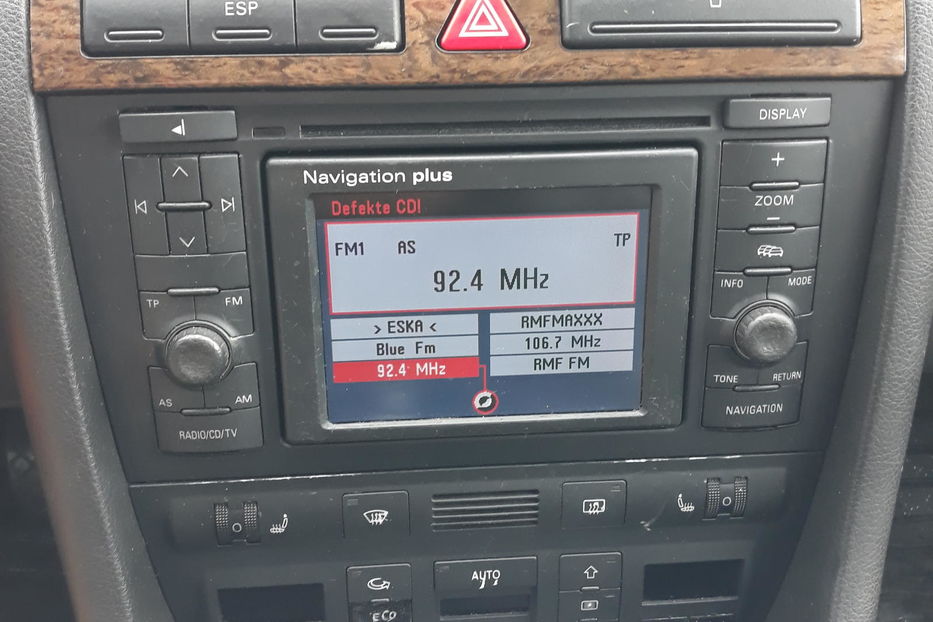 ESP
DISPLAY
Navigation plus
Defekte CD!
FM1 AS TP
92.4 MHz
> ESKA <
Blue Fm
92.4 MHz
RMFMAXXX
106.7 MHz
RMF FM
+
ZOOM
−
INFO MODE
TP FM
AS AM
RADIO/CD/TV
TONE RETURN
NAVIGATION
AUTO
ECO